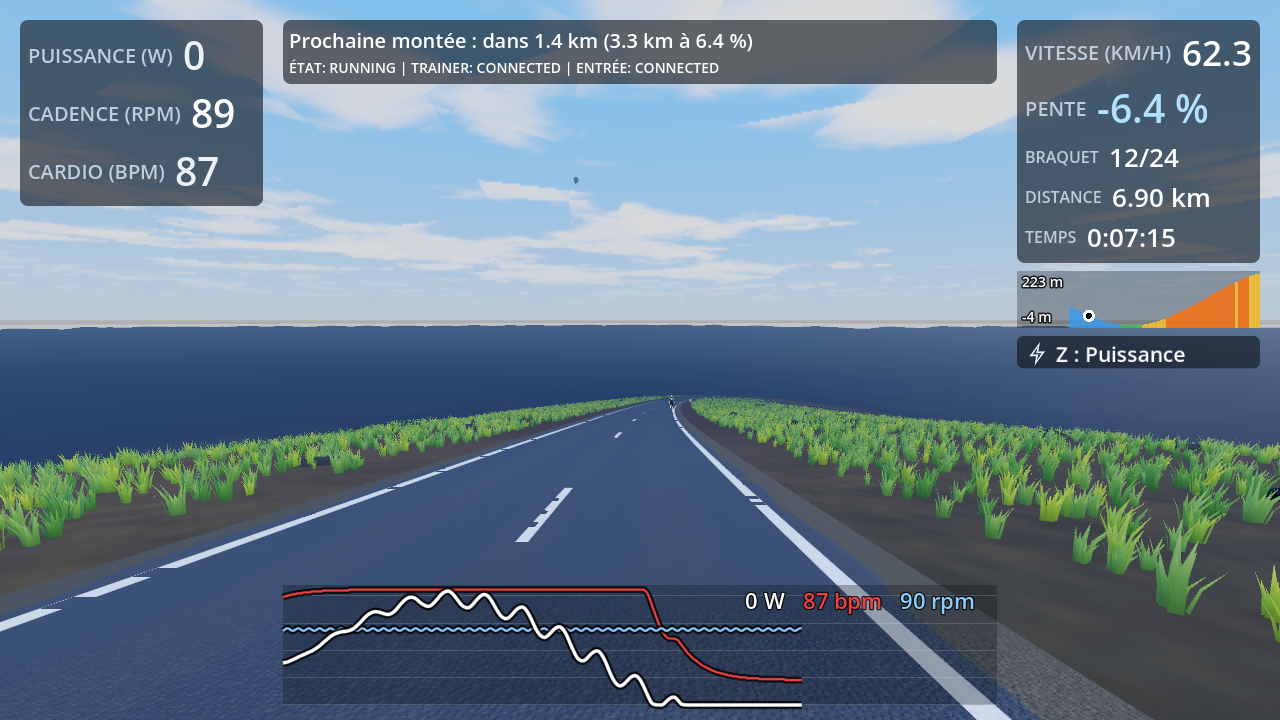 PUISSANCE (W) 0
CADENCE (RPM) 89
CARDIO (BPM) 87
Prochaine montée : dans 1.4 km (3.3 km à 6.4 %)
ÉTAT: RUNNING | TRAINER: CONNECTED | ENTRÉE: CONNECTED
VITESSE (KM/H) 62.3
PENTE -6.4 %
BRAQUET 12/24
DISTANCE 6.90 km
TEMPS 0:07:15
223 m
-4 m
Z : Puissance
0 W 87 bpm 90 rpm